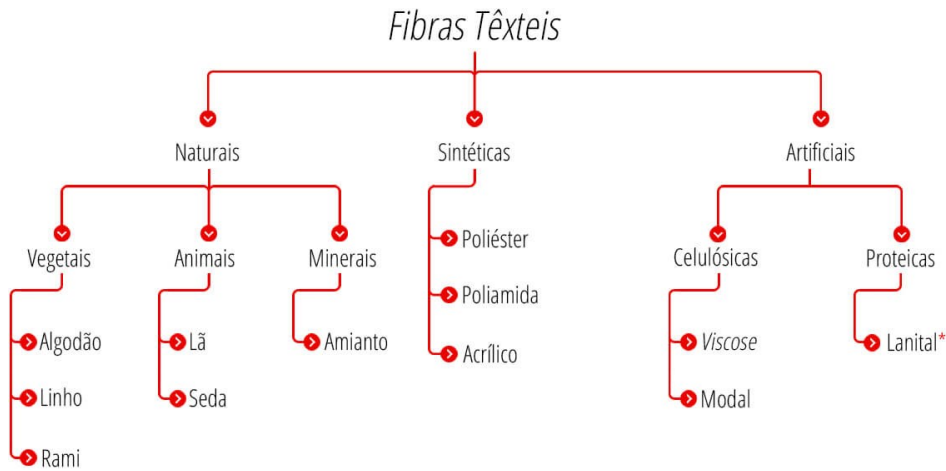 Fibras Têxteis
Naturais
Sintéticas
Artificiais
Vegetais
Animais
Minerais
Poliéster
Poliamida
Acrílico
Celulósicas
Proteicas
Algodão
Linho
Rami
Lã
Seda
Amianto
Viscose
Modal
Lanital*